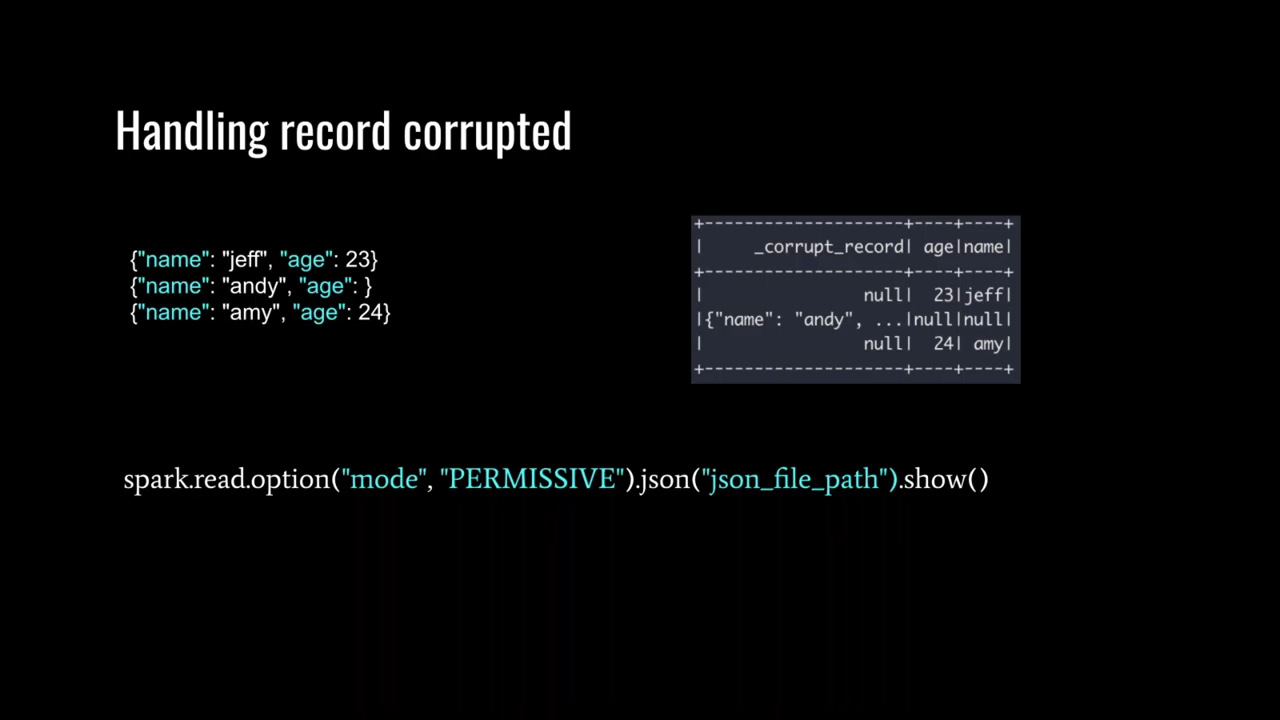 Handling record corrupted
{"name": "jeff", "age": 23}
{"name": "andy", "age": }
{"name": "amy", "age": 24}
+--------------------+----+----+
|     _corrupt_record| age|name|
+--------------------+----+----+
|                null|  23|jeff|
|{"name": "andy", ...|null|null|
|                null|  24| amy|
+--------------------+----+----+
spark.read.option("mode", "PERMISSIVE").json("json_file_path").show()